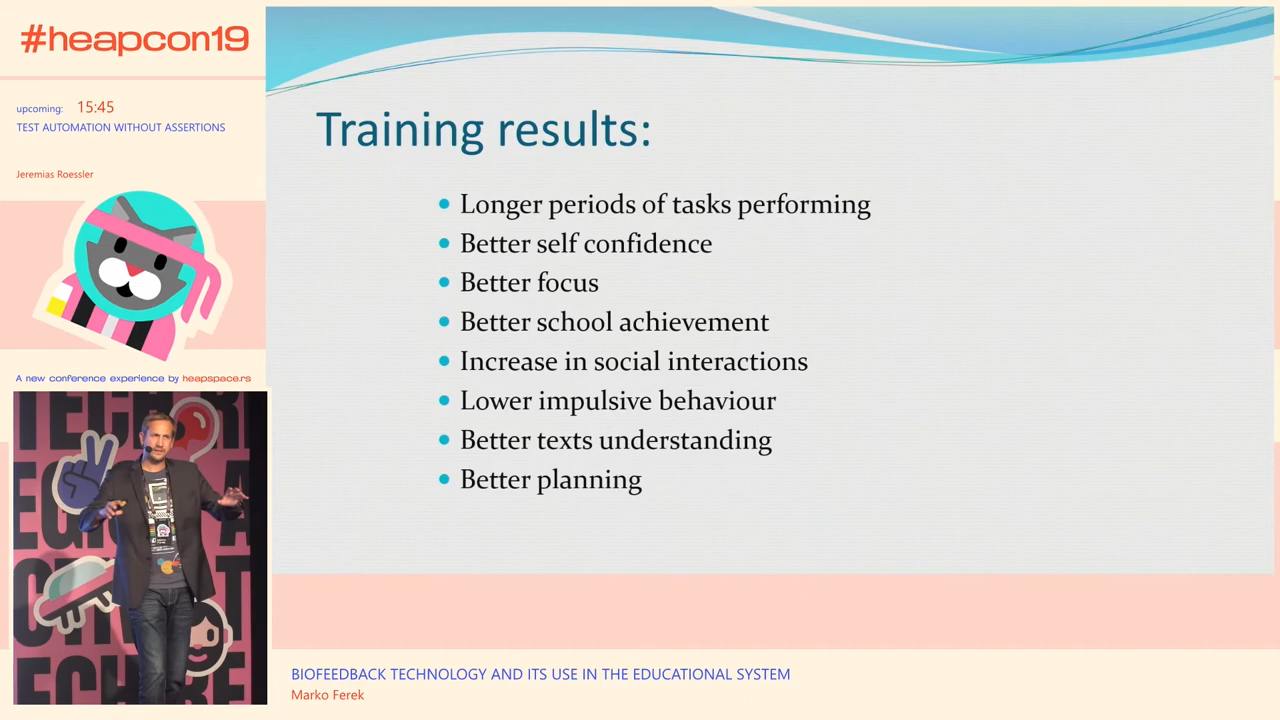 #heapcon19
upcoming: 15:45
TEST AUTOMATION WITHOUT ASSERTIONS
Jeremias Roessler
A new conference experience by heapspace.rs
Training results:
Longer periods of tasks performing
Better self confidence
Better focus
Better school achievement
Increase in social interactions
Lower impulsive behaviour
Better texts understanding
Better planning
BIOFEEDBACK TECHNOLOGY AND ITS USE IN THE EDUCATIONAL SYSTEM
Marko Ferek